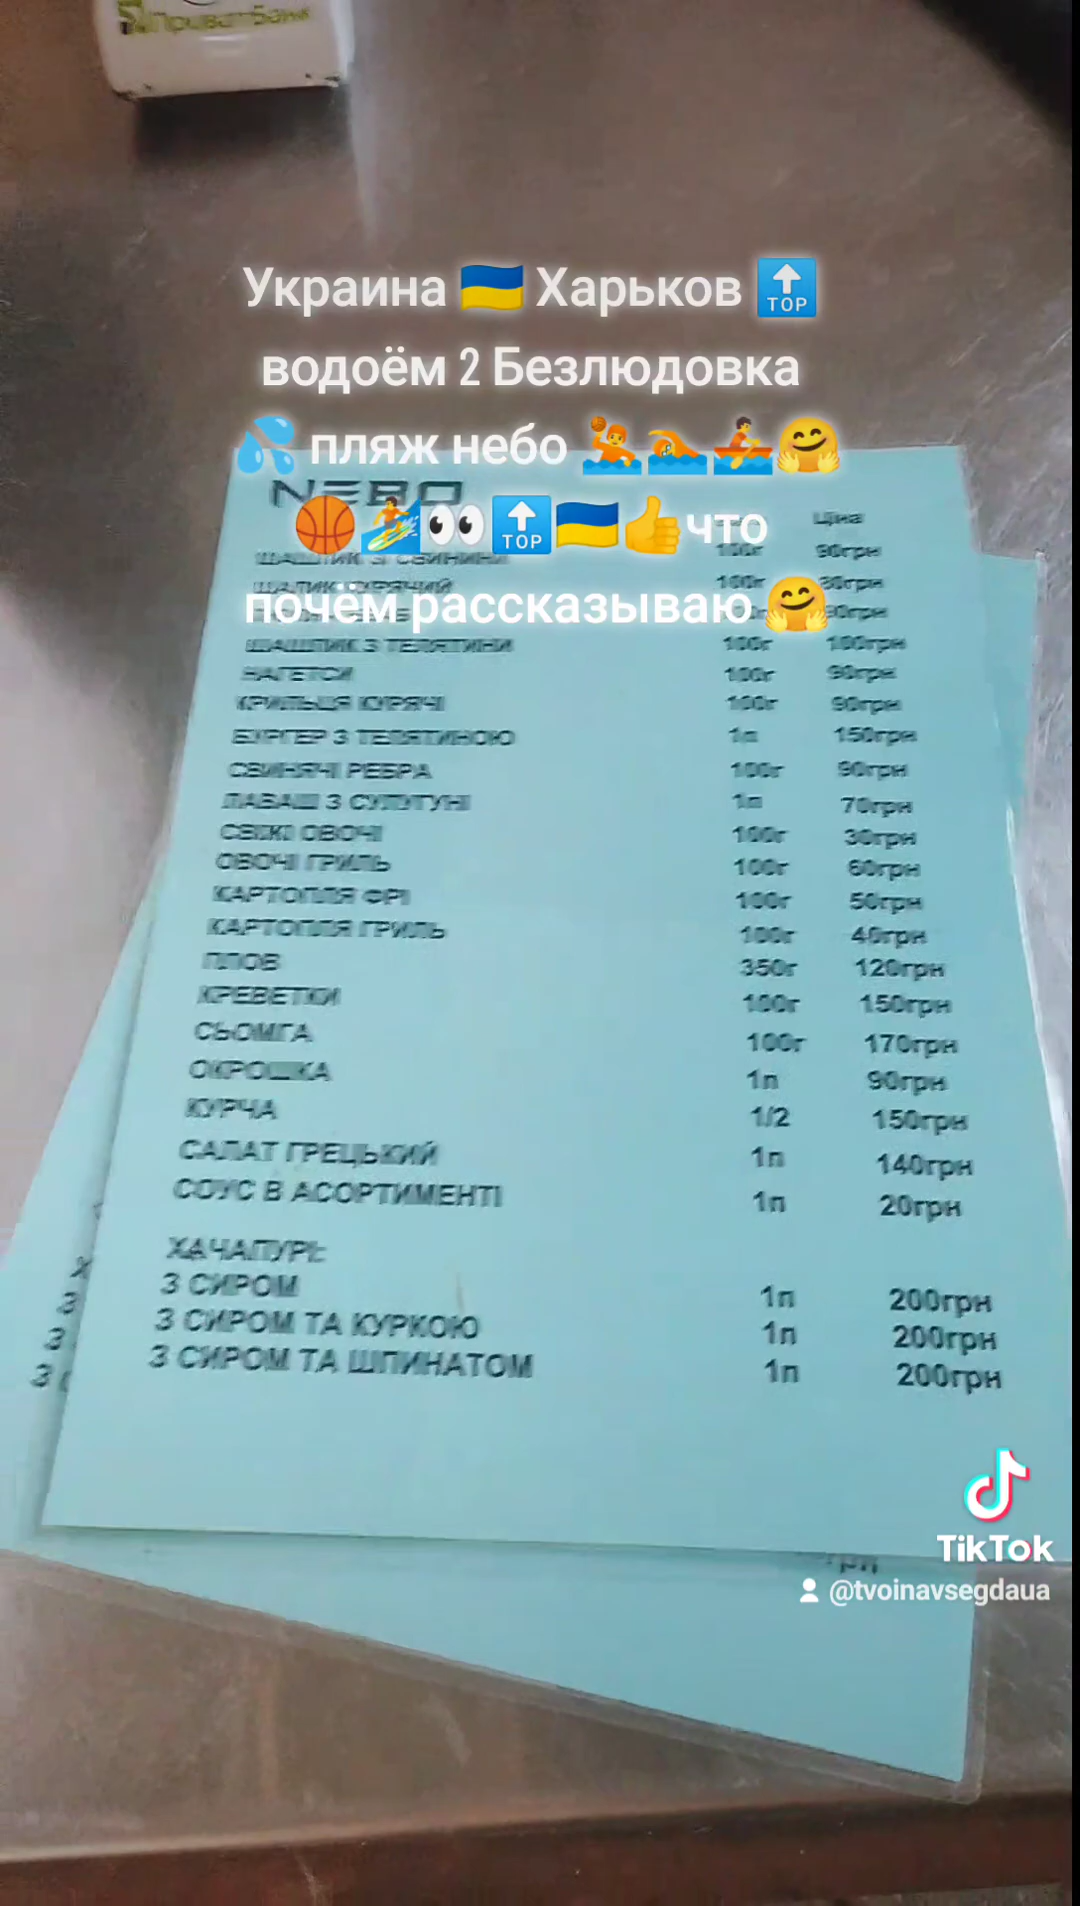 ПриватБанк
Украина 🇺🇦 Харьков 🔝
водоём 2 Безлюдовка
💦 пляж небо 🤽🏊🚣🤗
🏀🏄👀🔝🇺🇦👍что
почём рассказываю 🤗
NEBO
Ціна
ШАШЛИК З СВИНИНИ 100г 90грн
КУРЯЧИЙ 100г
ШАШЛИК З ТЕЛЯТИНИ 100г 100грн
НАГЕТСИ 100г 90грн
КРИЛЬЦЯ КУРЯЧІ 100г 90грн
БУРГЕР З ТЕЛЯТИНОЮ 1п 150грн
СВИНЯЧІ РЕБРА 100г 90грн
ЛАВАШ З СУЛУГУНІ 1п 70грн
СВІЖІ ОВОЧІ 100г 30грн
ОВОЧІ ГРИЛЬ 100г 60грн
КАРТОПЛЯ ФРІ 100г 50грн
КАРТОПЛЯ ГРИЛЬ 100г 40грн
ПЛОВ 350г 120грн
КРЕВЕТКИ 100г 150грн
СЬОМГА 100г 170грн
ОКРОШКА 1п 90грн
КУРЧА 1/2 150грн
САЛАТ ГРЕЦЬКИЙ 1п 140грн
СОУС В АСОРТИМЕНТІ 1п 20грн
ХАЧАПУРІ:
З СИРОМ 1п 200грн
З СИРОМ ТА КУРКОЮ 1п 200грн
З СИРОМ ТА ШПИНАТОМ 1п 200грн
TikTok
@tvoinavsegdaua